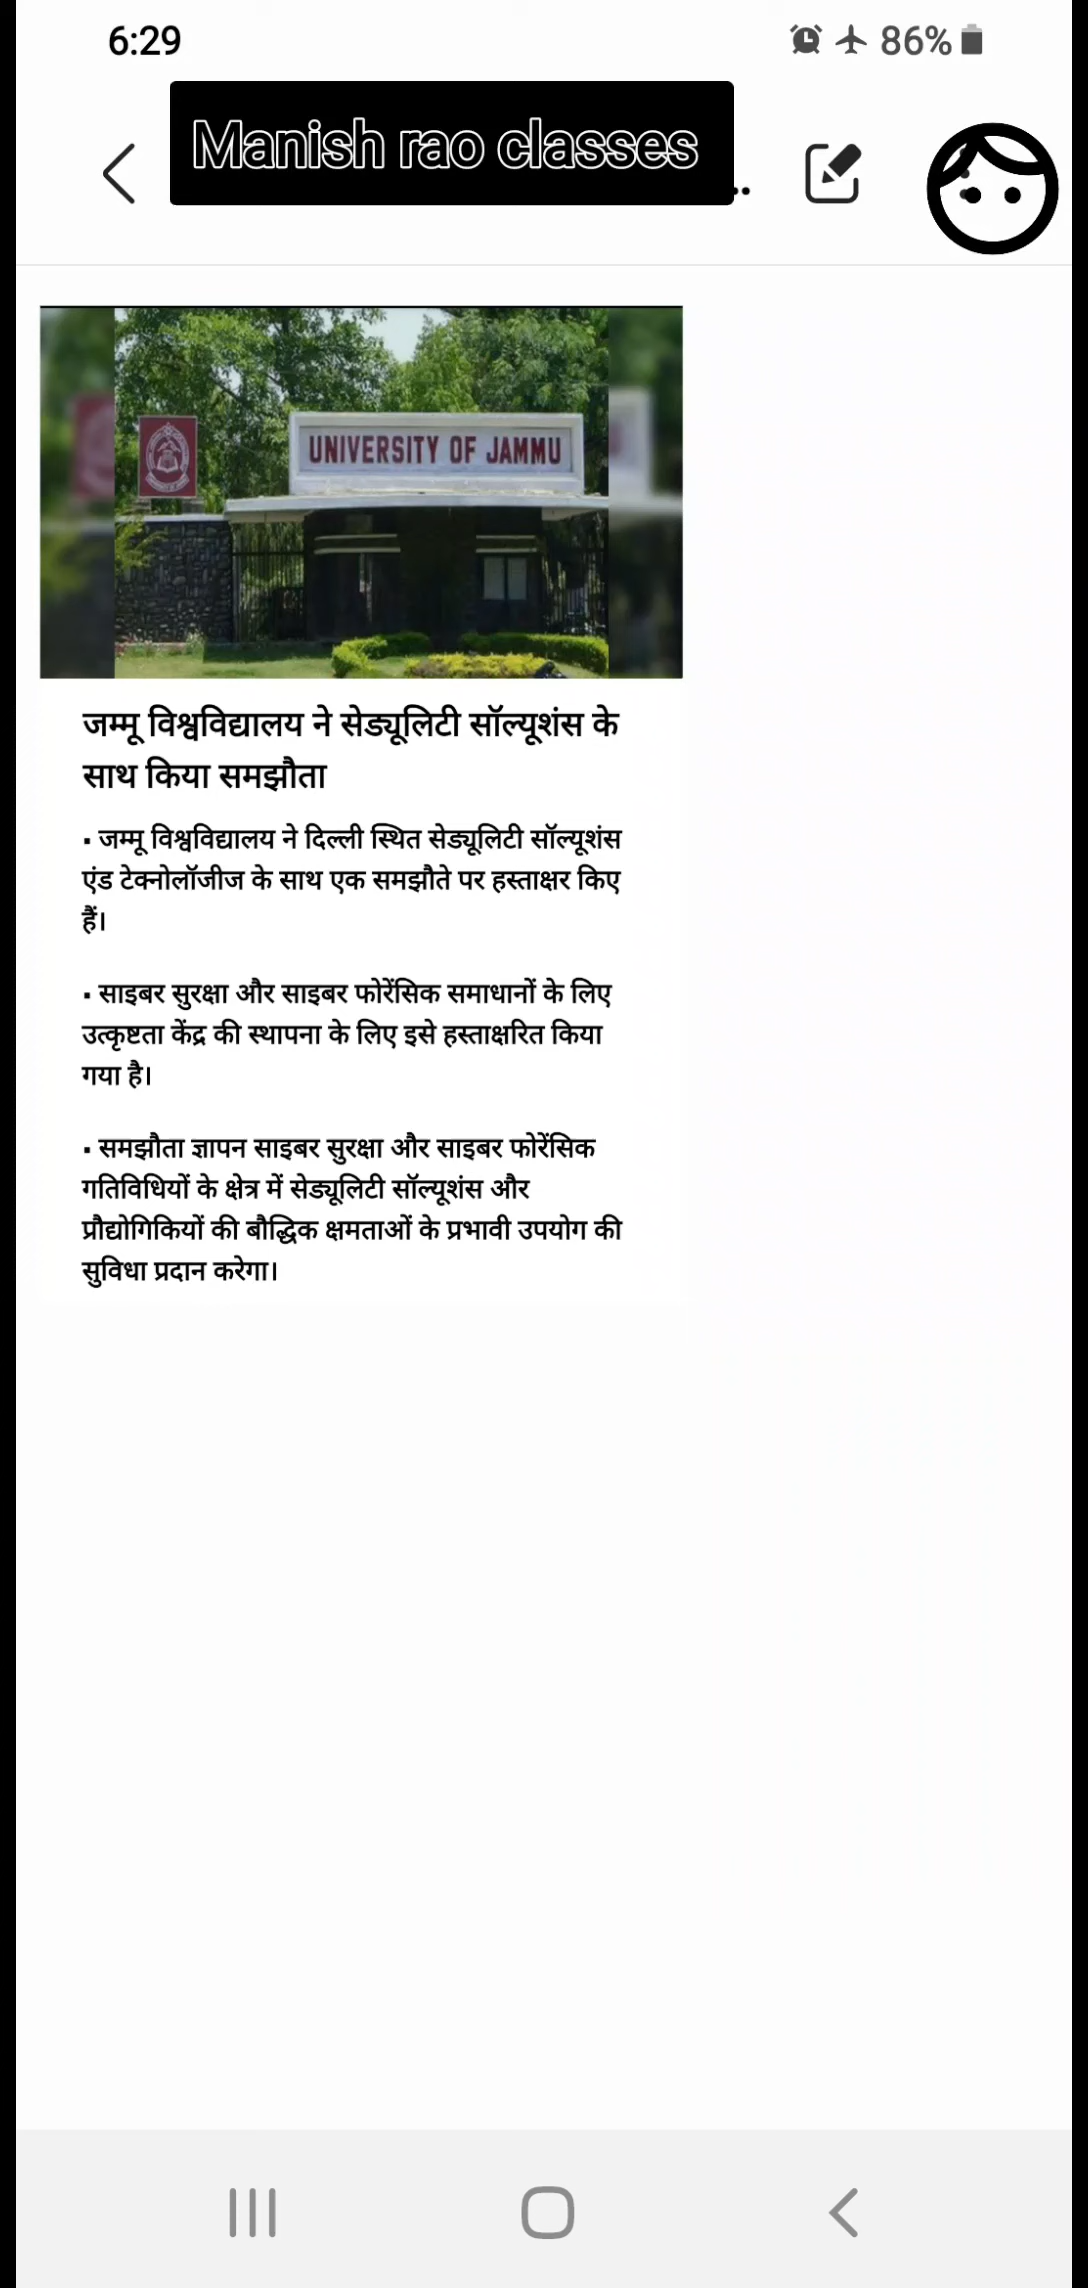 6:29
86%
Manish rao classes
..
UNIVERSITY OF JAMMU
जम्मू विश्वविद्यालय ने सेड्यूलिटी सॉल्यूशंस के
साथ किया समझौता
▪ जम्मू विश्वविद्यालय ने दिल्ली स्थित सेड्यूलिटी सॉल्यूशंस
एंड टेक्नोलॉजीज के साथ एक समझौते पर हस्ताक्षर किए
हैं।
▪ साइबर सुरक्षा और साइबर फोरेंसिक समाधानों के लिए
उत्कृष्टता केंद्र की स्थापना के लिए इसे हस्ताक्षरित किया
गया है।
▪ समझौता ज्ञापन साइबर सुरक्षा और साइबर फोरेंसिक
गतिविधियों के क्षेत्र में सेड्यूलिटी सॉल्यूशंस और
प्रौद्योगिकियों की बौद्धिक क्षमताओं के प्रभावी उपयोग की
सुविधा प्रदान करेगा।